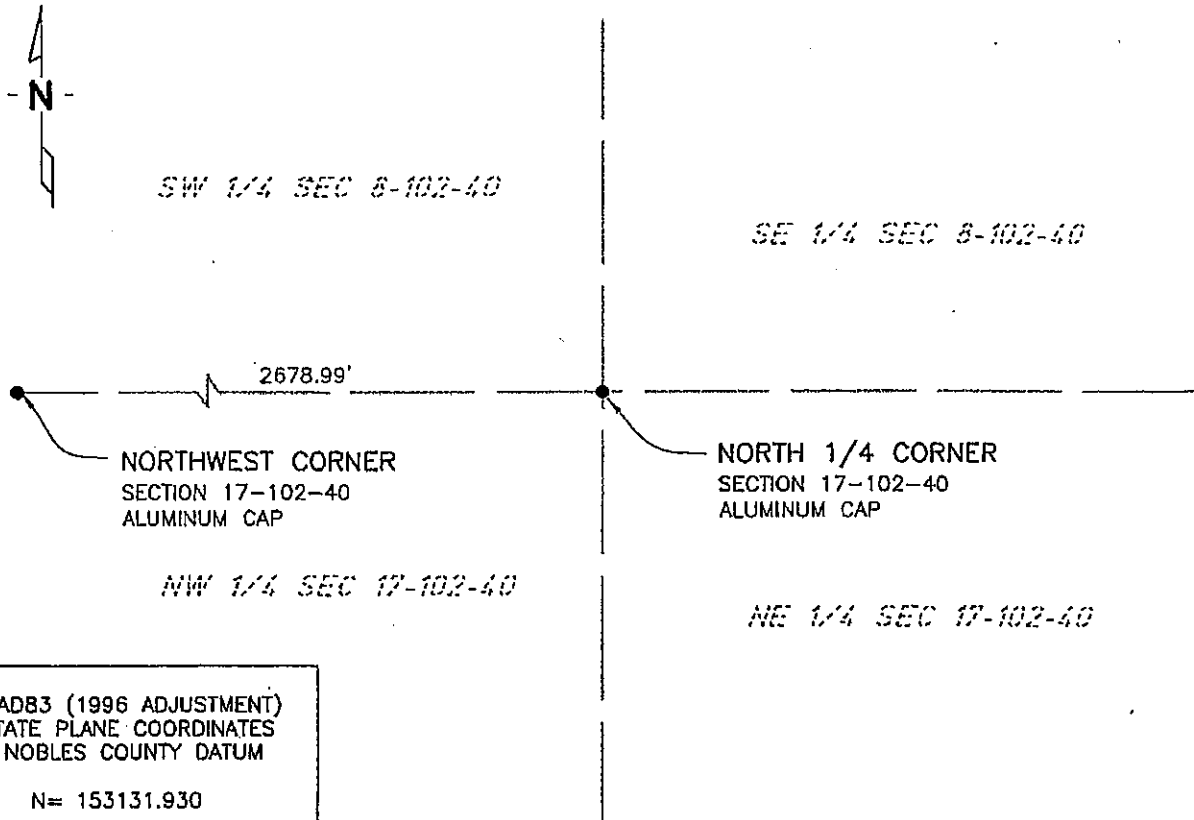 - N -
SW 1/4 SEC 8-102-40
SE 1/4 SEC 8-102-40
2678.99'
NORTHWEST CORNER
SECTION 17-102-40
ALUMINUM CAP
NORTH 1/4 CORNER
SECTION 17-102-40
ALUMINUM CAP
NW 1/4 SEC 17-102-40
NE 1/4 SEC 17-102-40
AD83 (1996 ADJUSTMENT)
TATE PLANE COORDINATES
NOBLES COUNTY DATUM
N= 153131.930